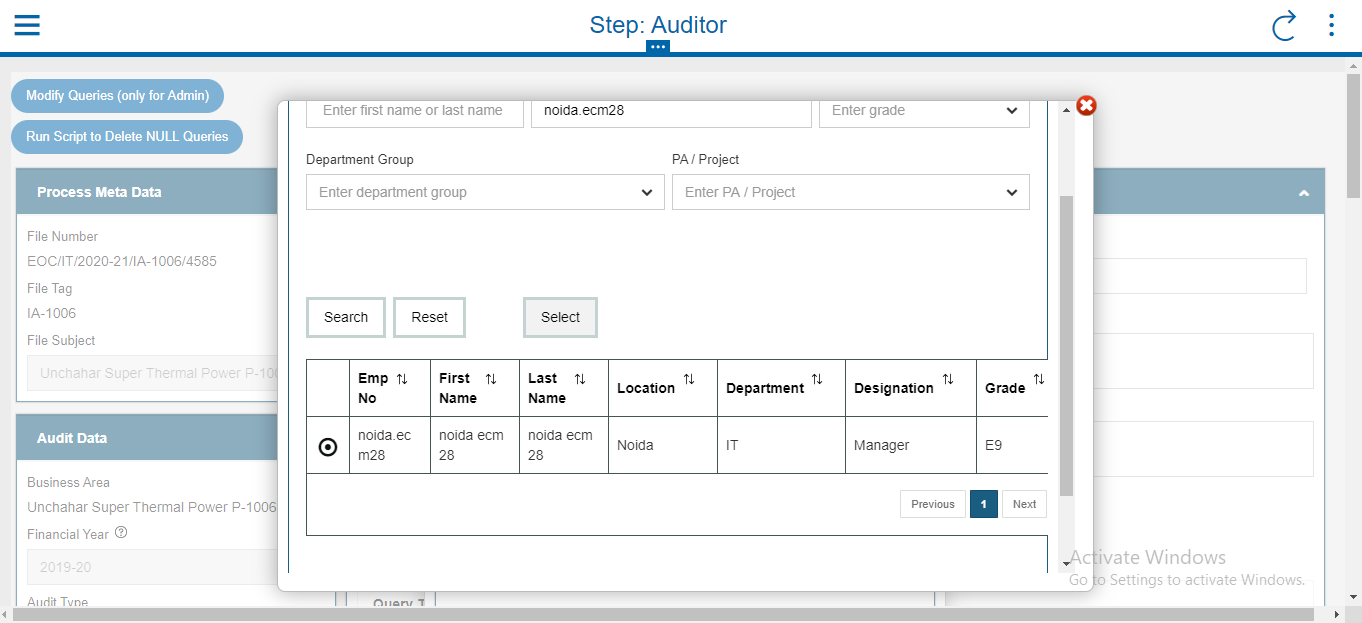 Step: Auditor
Modify Queries (only for Admin)
Run Script to Delete NULL Queries
Process Meta Data
File Number
EOC/IT/2020-21/IA-1006/4585
File Tag
IA-1006
File Subject
Unchahar Super Thermal Power P-100
Audit Data
Business Area
Unchahar Super Thermal Power P-1006
Financial Year
2019-20
Audit Type
Enter first name or last name
noida.ecm28
Enter grade
Department Group
PA / Project
Enter department group
Enter PA / Project
Search
Reset
Select
Emp No
First Name
Last Name
Location
Department
Designation
Grade
noida.ec
m28
noida ecm
28
noida ecm
28
Noida
IT
Manager
E9
Previous
1
Next
Query T
Activate Windows
Go to Settings to activate Windows.